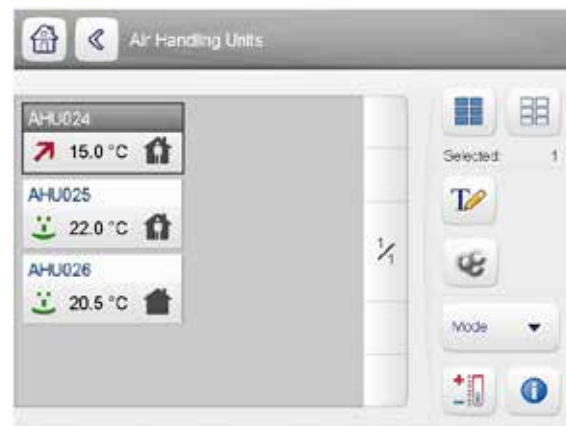 Air Handling Units
AHU024
15.0 °C
AHU025
22.0 °C
AHU026
20.5 °C
1/1
Selected: 1
Mode